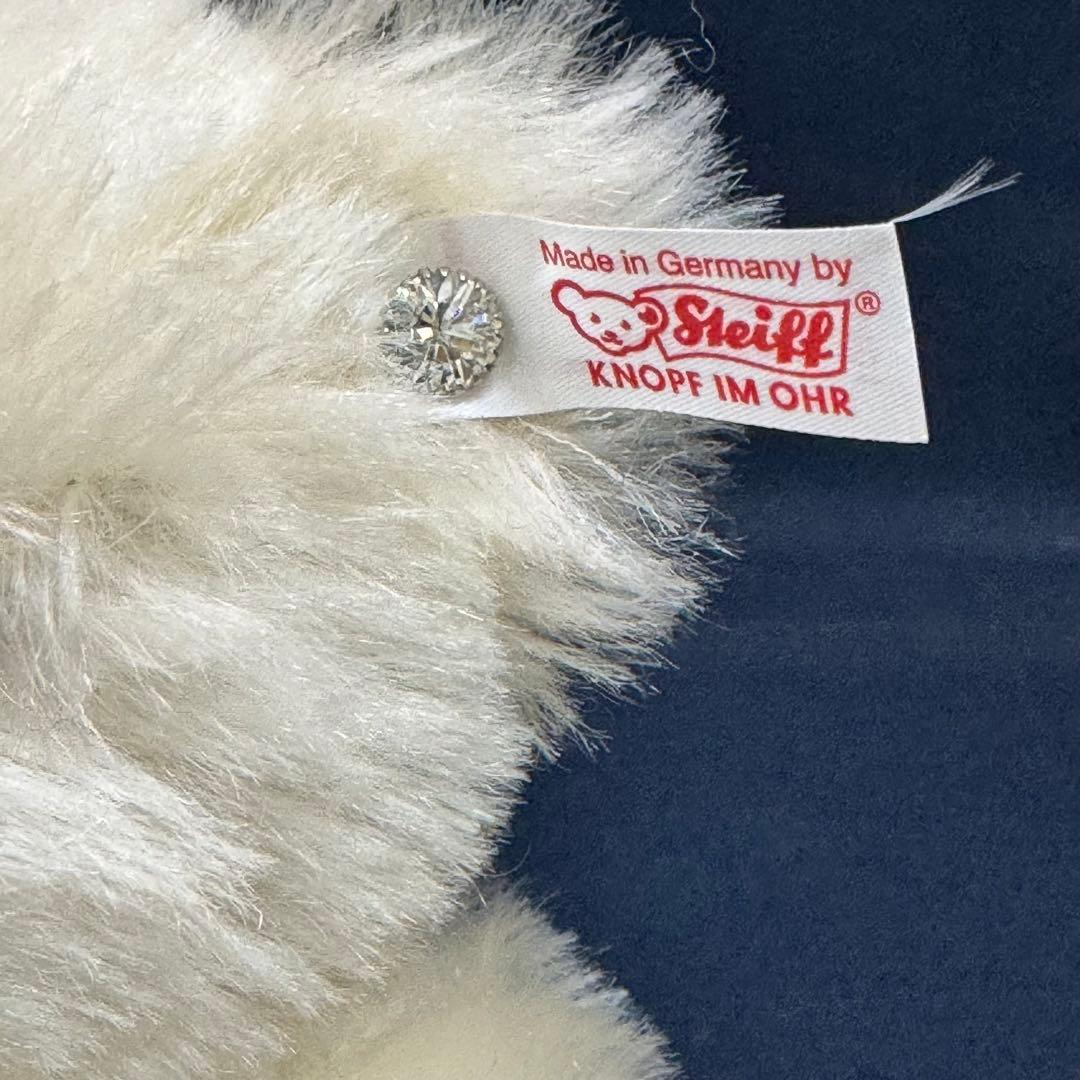 Made in Germany by
Steiff®
KNOPF IM OHR